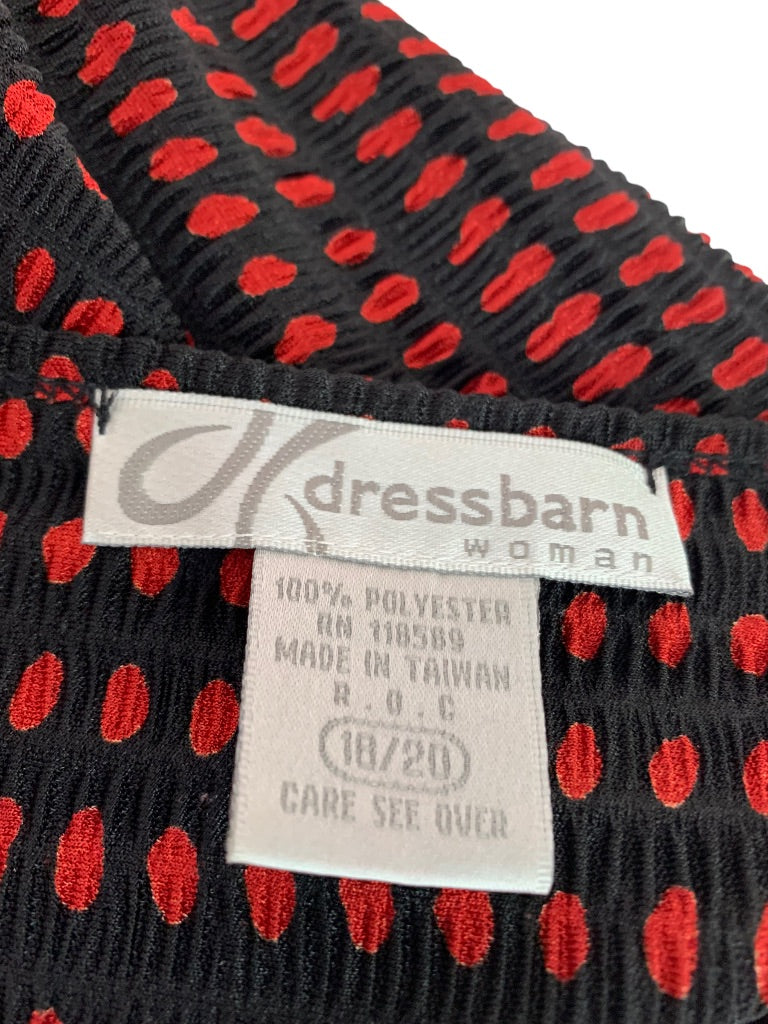 dressbarn
woman
100% POLYESTER
RN 118589
MADE IN TAIWAN
R.O.C
18/20
CARE SEE OVER